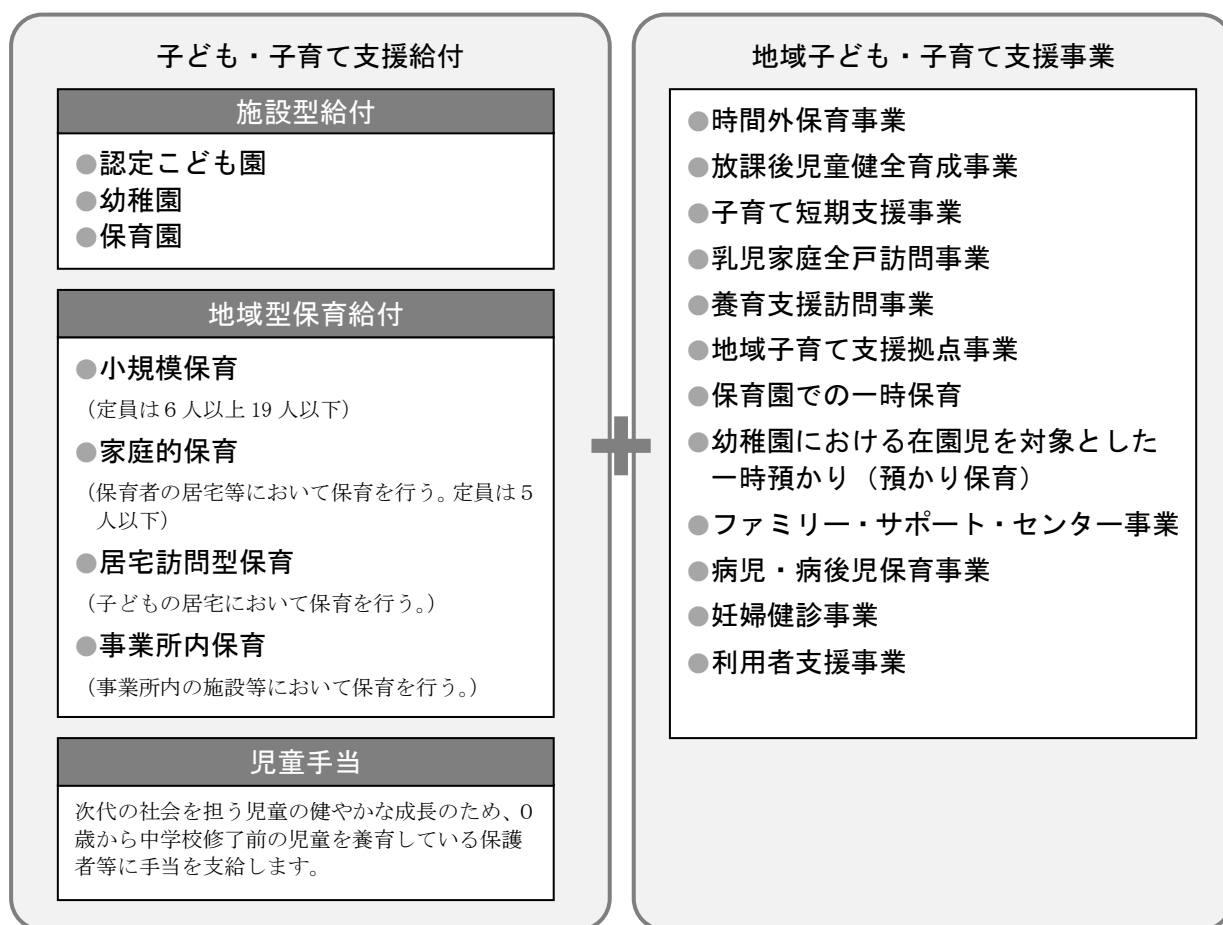 子ども・子育て支援給付
施設型給付
●認定こども園
●幼稚園
●保育園
地域型保育給付
●小規模保育
（定員は６人以上 19 人以下）
●家庭的保育
（保育者の居宅等において保育を行う。定員は５
人以下）
●居宅訪問型保育
（子どもの居宅において保育を行う。）
●事業所内保育
（事業所内の施設等において保育を行う。）
児童手当
次代の社会を担う児童の健やかな成長のため、０
歳から中学校修了前の児童を養育している保護
者等に手当を支給します。
地域子ども・子育て支援事業
●時間外保育事業
●放課後児童健全育成事業
●子育て短期支援事業
●乳児家庭全戸訪問事業
●養育支援訪問事業
●地域子育て支援拠点事業
●保育園での一時保育
●幼稚園における在園児を対象とした
一時預かり（預かり保育）
●ファミリー・サポート・センター事業
●病児・病後児保育事業
●妊婦健診事業
●利用者支援事業